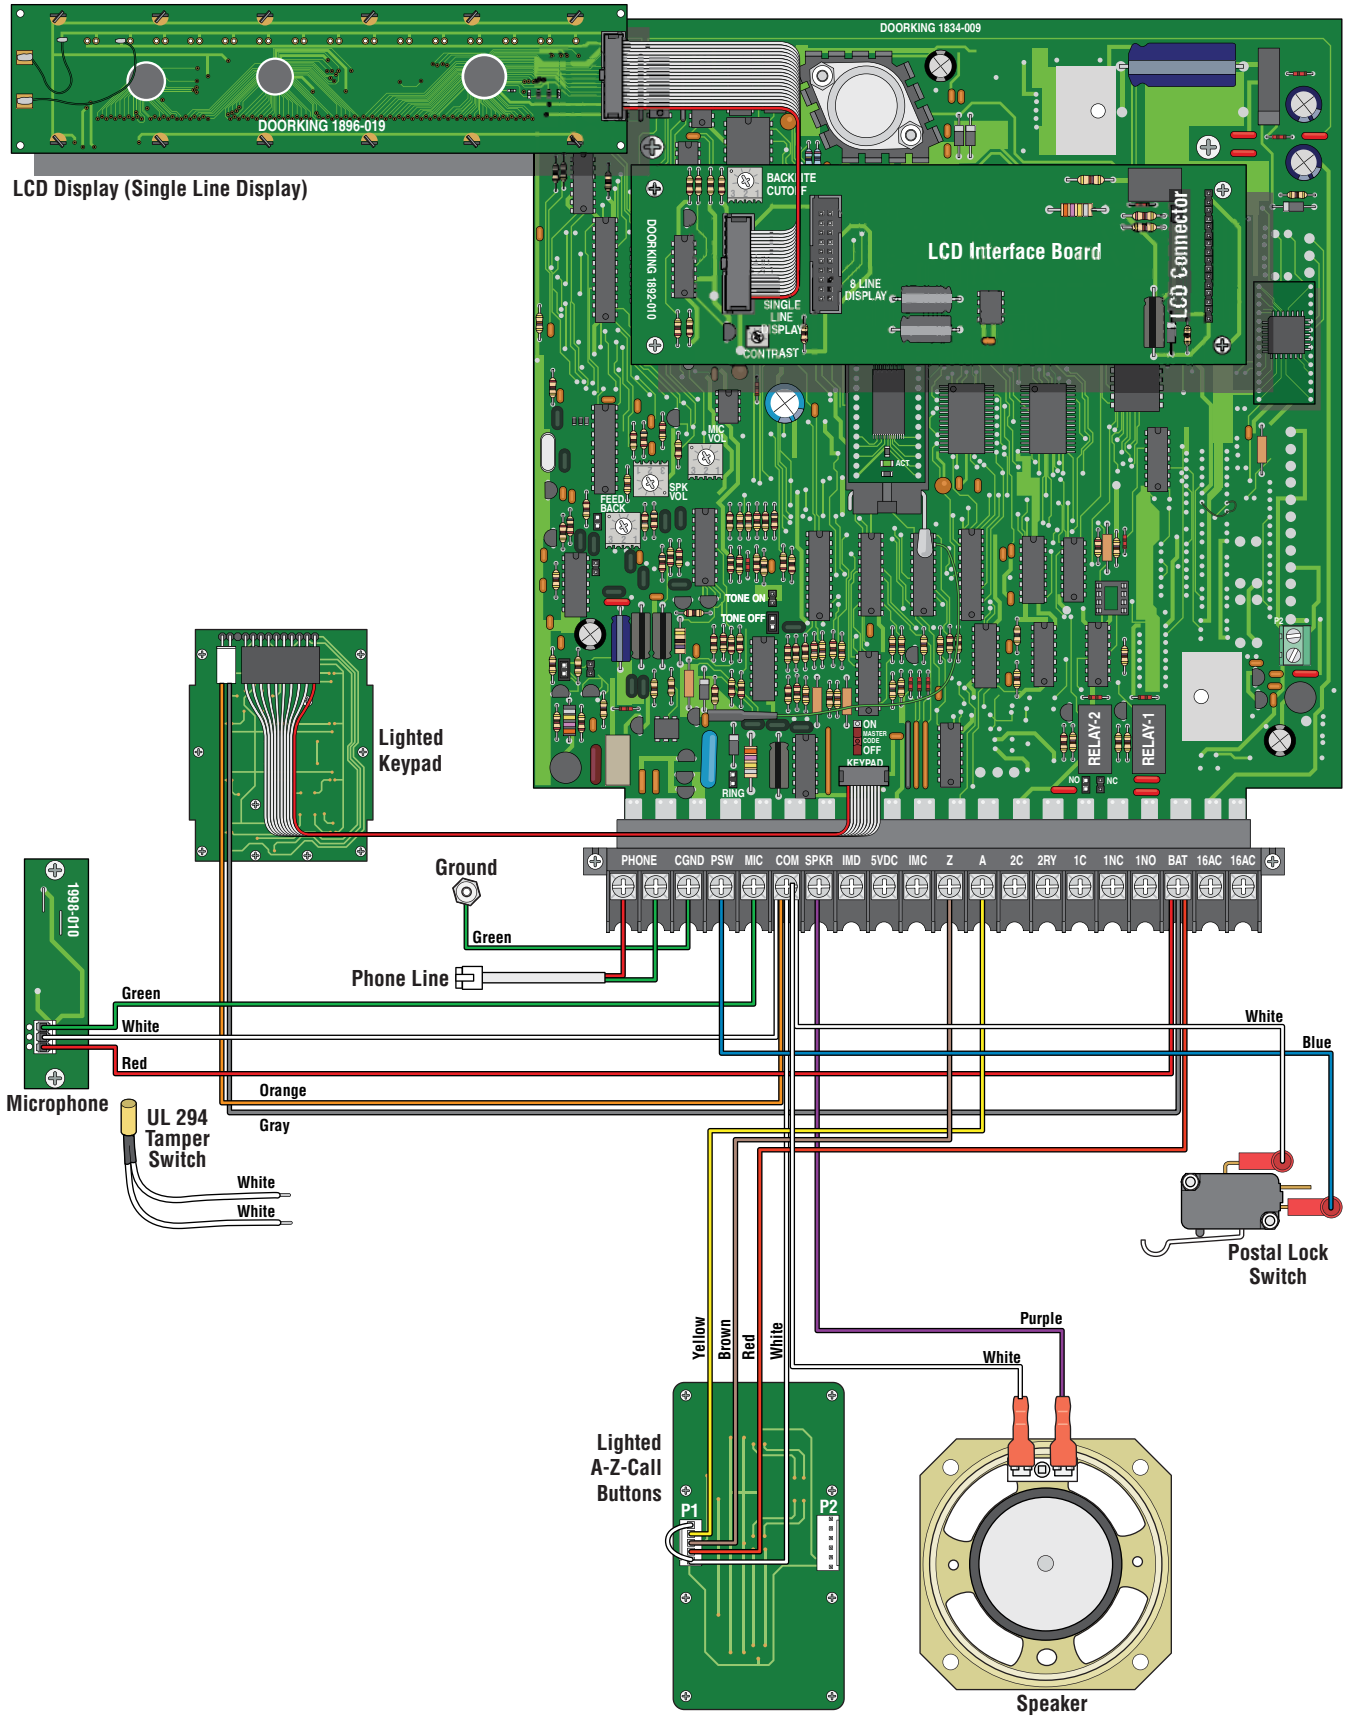 DOORKING 1834-009
DOORKING 1896-019
LCD Display (Single Line Display)
BACKLITE
CUTOFF
DOORKING 1892-010
LCD Interface Board
LCD Connector
8 LINE
DISPLAY
SINGLE
LINE
DISPLAY
CONTRAST
MIC
VOL
SPK
VOL
FEED
BACK
ACT
TONE ON
TONE OFF
P2
ON
MASTER
CODE
OFF
KEYPAD
RING
RELAY-2
RELAY-1
NO
NC
Lighted
Keypad
PHONE
CGND
PSW
MIC
COM
SPKR
IMD
5VDC
IMC
Z
A
2C
2RY
1C
1NC
1NO
BAT
16AC
16AC
Ground
Green
Phone Line
1998-010
Green
White
Red
Microphone
Orange
Gray
White
Blue
UL 294
Tamper
Switch
White
White
Postal Lock
Switch
Yellow
Brown
Red
White
Purple
White
Lighted
A-Z-Call
Buttons
P1
P2
Speaker